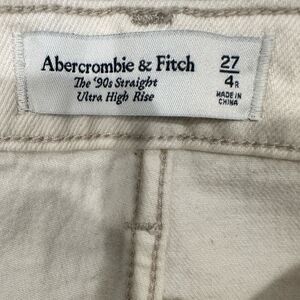 Abercrombie & Fitch
The '90s Straight
Ultra High Rise
27
4R
MADE IN
CHINA